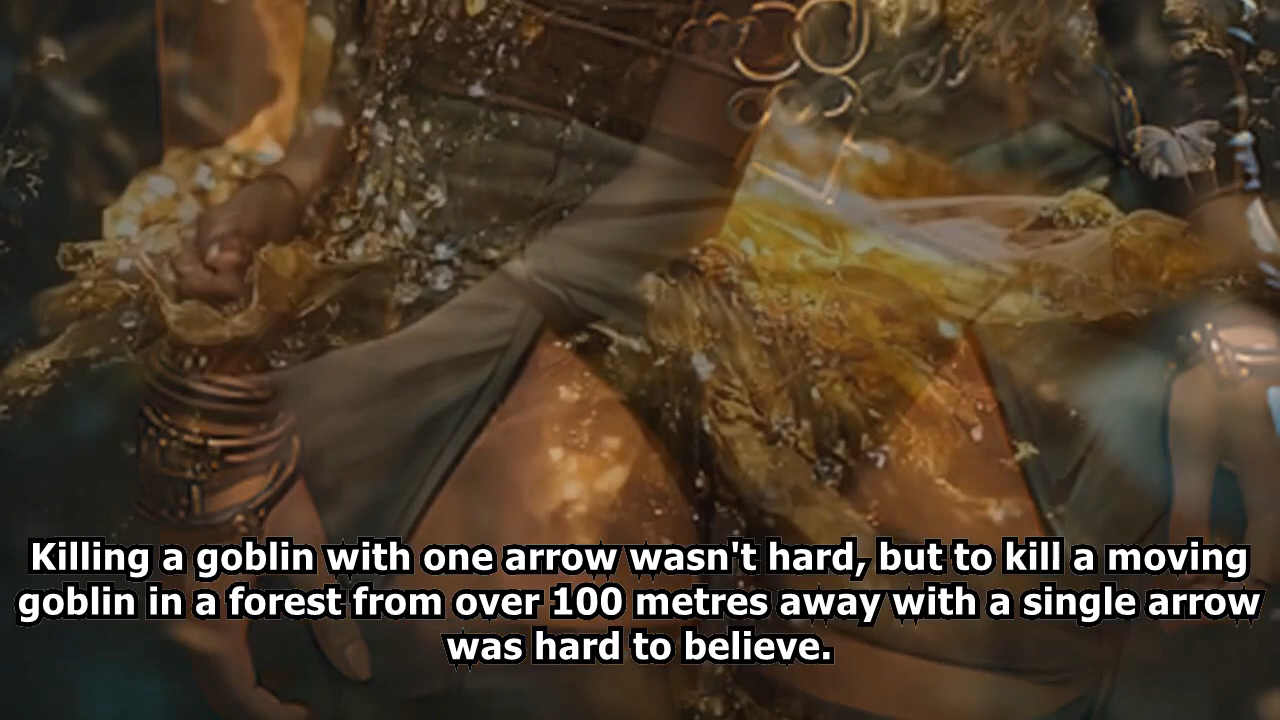 Killing a goblin with one arrow wasn't hard, but to kill a moving
goblin in a forest from over 100 metres away with a single arrow
was hard to believe.